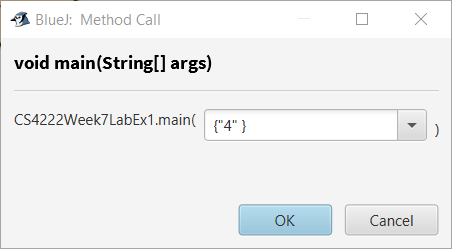 BlueJ: Method Call
void main(String[] args)
CS4222Week7LabEx1.main( {"4" } )
OK Cancel